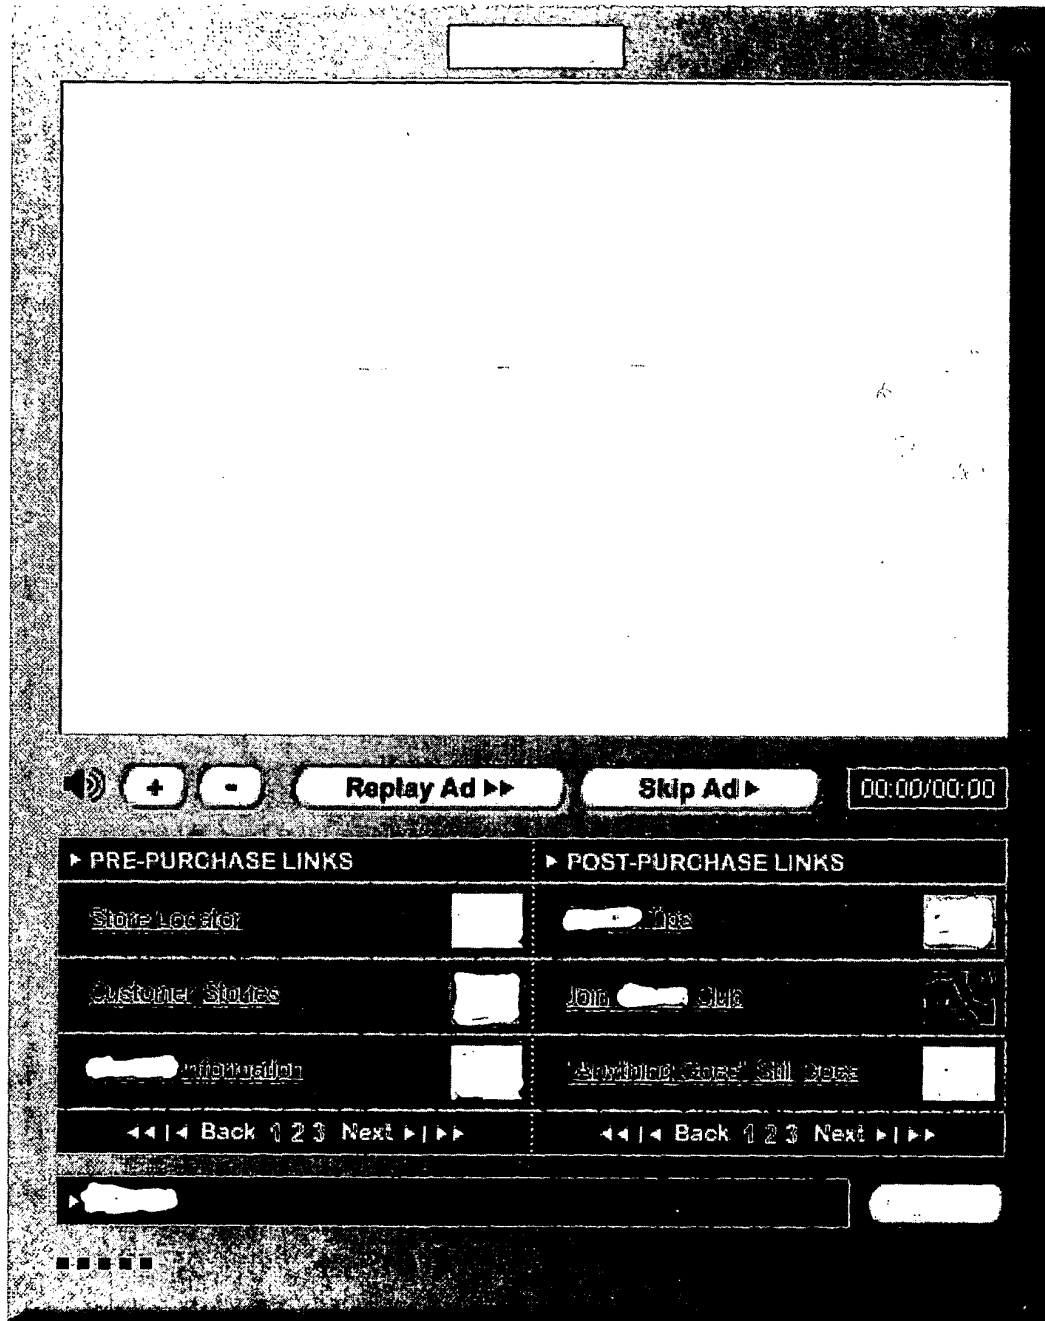 + - Replay Ad ▶▶ Skip Ad ▶ 00:00/00:00
▶ PRE-PURCHASE LINKS ▶ POST-PURCHASE LINKS
Store Locator Tips
Customer Stories Join Club
Information "Anything Goes" Still Goes
◀◀|◀ Back 1 2 3 Next ▶|▶▶ ◀◀|◀ Back 1 2 3 Next ▶|▶▶